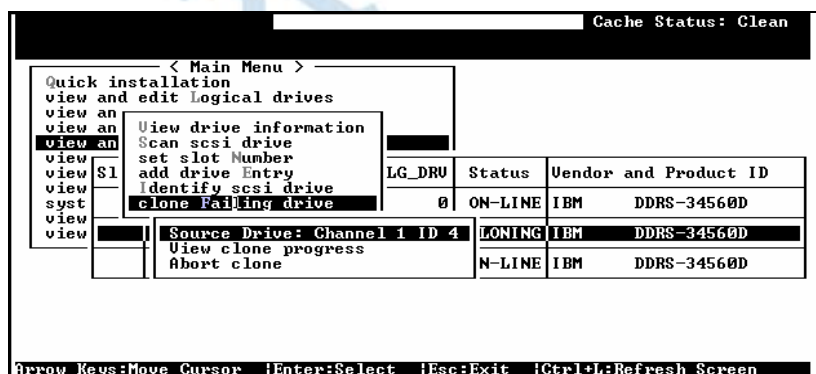 Cache Status: Clean
< Main Menu >
Quick installation
view and edit Logical drives
view an
view an
view an
view
view
view
syst
view
view
View drive information
Scan scsi drive
set slot Number
add drive Entry
Identify scsi drive
clone Failing drive
Sl LG_DRV Status Vendor and Product ID
0 ON-LINE IBM DDRS-34560D
LONING IBM DDRS-34560D
N-LINE IBM DDRS-34560D
Source Drive: Channel 1 ID 4
View clone progress
Abort clone
Arrow Keys:Move Cursor |Enter:Select |Esc:Exit |Ctrl+L:Refresh Screen